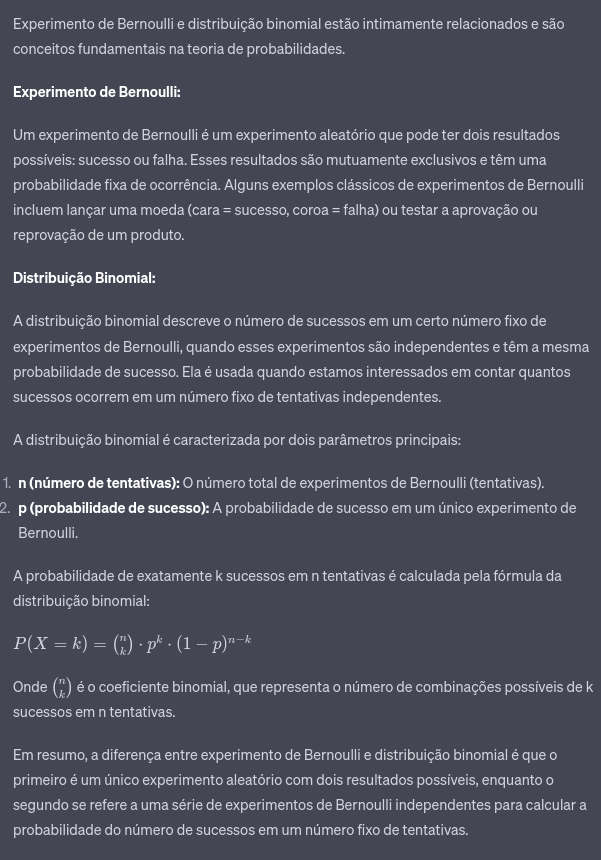 Experimento de Bernoulli e distribuição binomial estão intimamente relacionados e são
conceitos fundamentais na teoria de probabilidades.
Experimento de Bernoulli:
Um experimento de Bernoulli é um experimento aleatório que pode ter dois resultados
possíveis: sucesso ou falha. Esses resultados são mutuamente exclusivos e têm uma
probabilidade fixa de ocorrência. Alguns exemplos clássicos de experimentos de Bernoulli
incluem lançar uma moeda (cara = sucesso, coroa = falha) ou testar a aprovação ou
reprovação de um produto.
Distribuição Binomial:
A distribuição binomial descreve o número de sucessos em um certo número fixo de
experimentos de Bernoulli, quando esses experimentos são independentes e têm a mesma
probabilidade de sucesso. Ela é usada quando estamos interessados em contar quantos
sucessos ocorrem em um número fixo de tentativas independentes.
A distribuição binomial é caracterizada por dois parâmetros principais:
1. n (número de tentativas): O número total de experimentos de Bernoulli (tentativas).
2. p (probabilidade de sucesso): A probabilidade de sucesso em um único experimento de
Bernoulli.
A probabilidade de exatamente k sucessos em n tentativas é calculada pela fórmula da
distribuição binomial:
$P(X = k) = \binom{n}{k} \cdot p^k \cdot (1 - p)^{n-k}$
Onde $\binom{n}{k}$ é o coeficiente binomial, que representa o número de combinações possíveis de k
sucessos em n tentativas.
Em resumo, a diferença entre experimento de Bernoulli e distribuição binomial é que o
primeiro é um único experimento aleatório com dois resultados possíveis, enquanto o
segundo se refere a uma série de experimentos de Bernoulli independentes para calcular a
probabilidade do número de sucessos em um número fixo de tentativas.